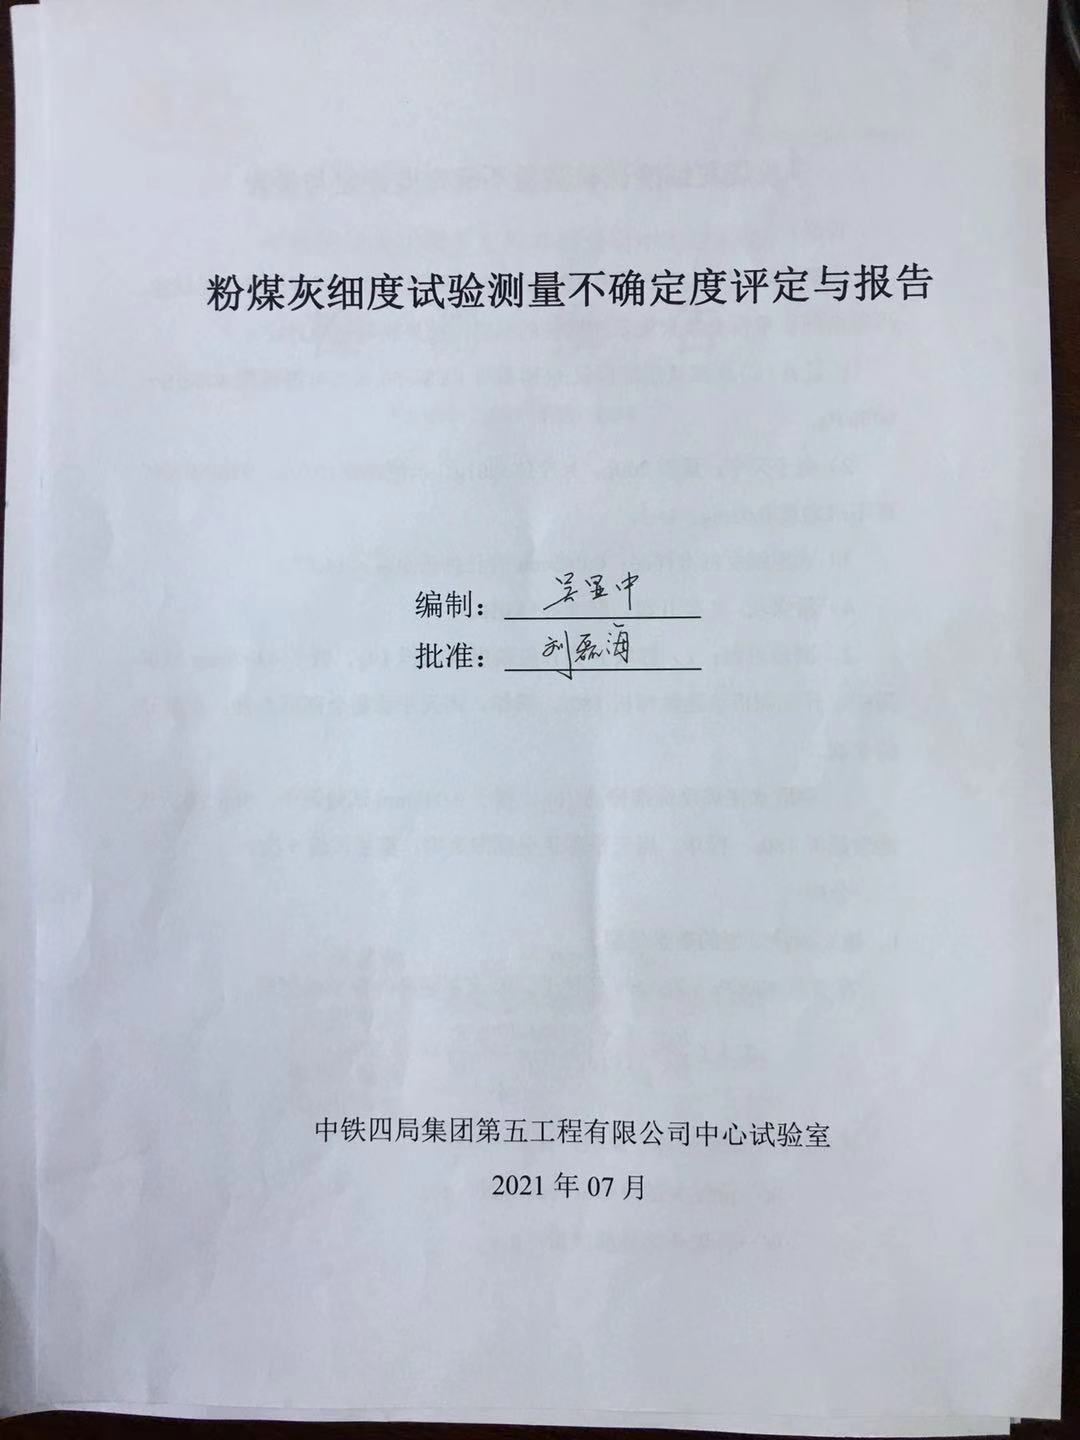 粉煤灰细度试验测量不确定度评定与报告
编制：吴显中
批准：刘磊海
中铁四局集团第五工程有限公司中心试验室
2021年07月